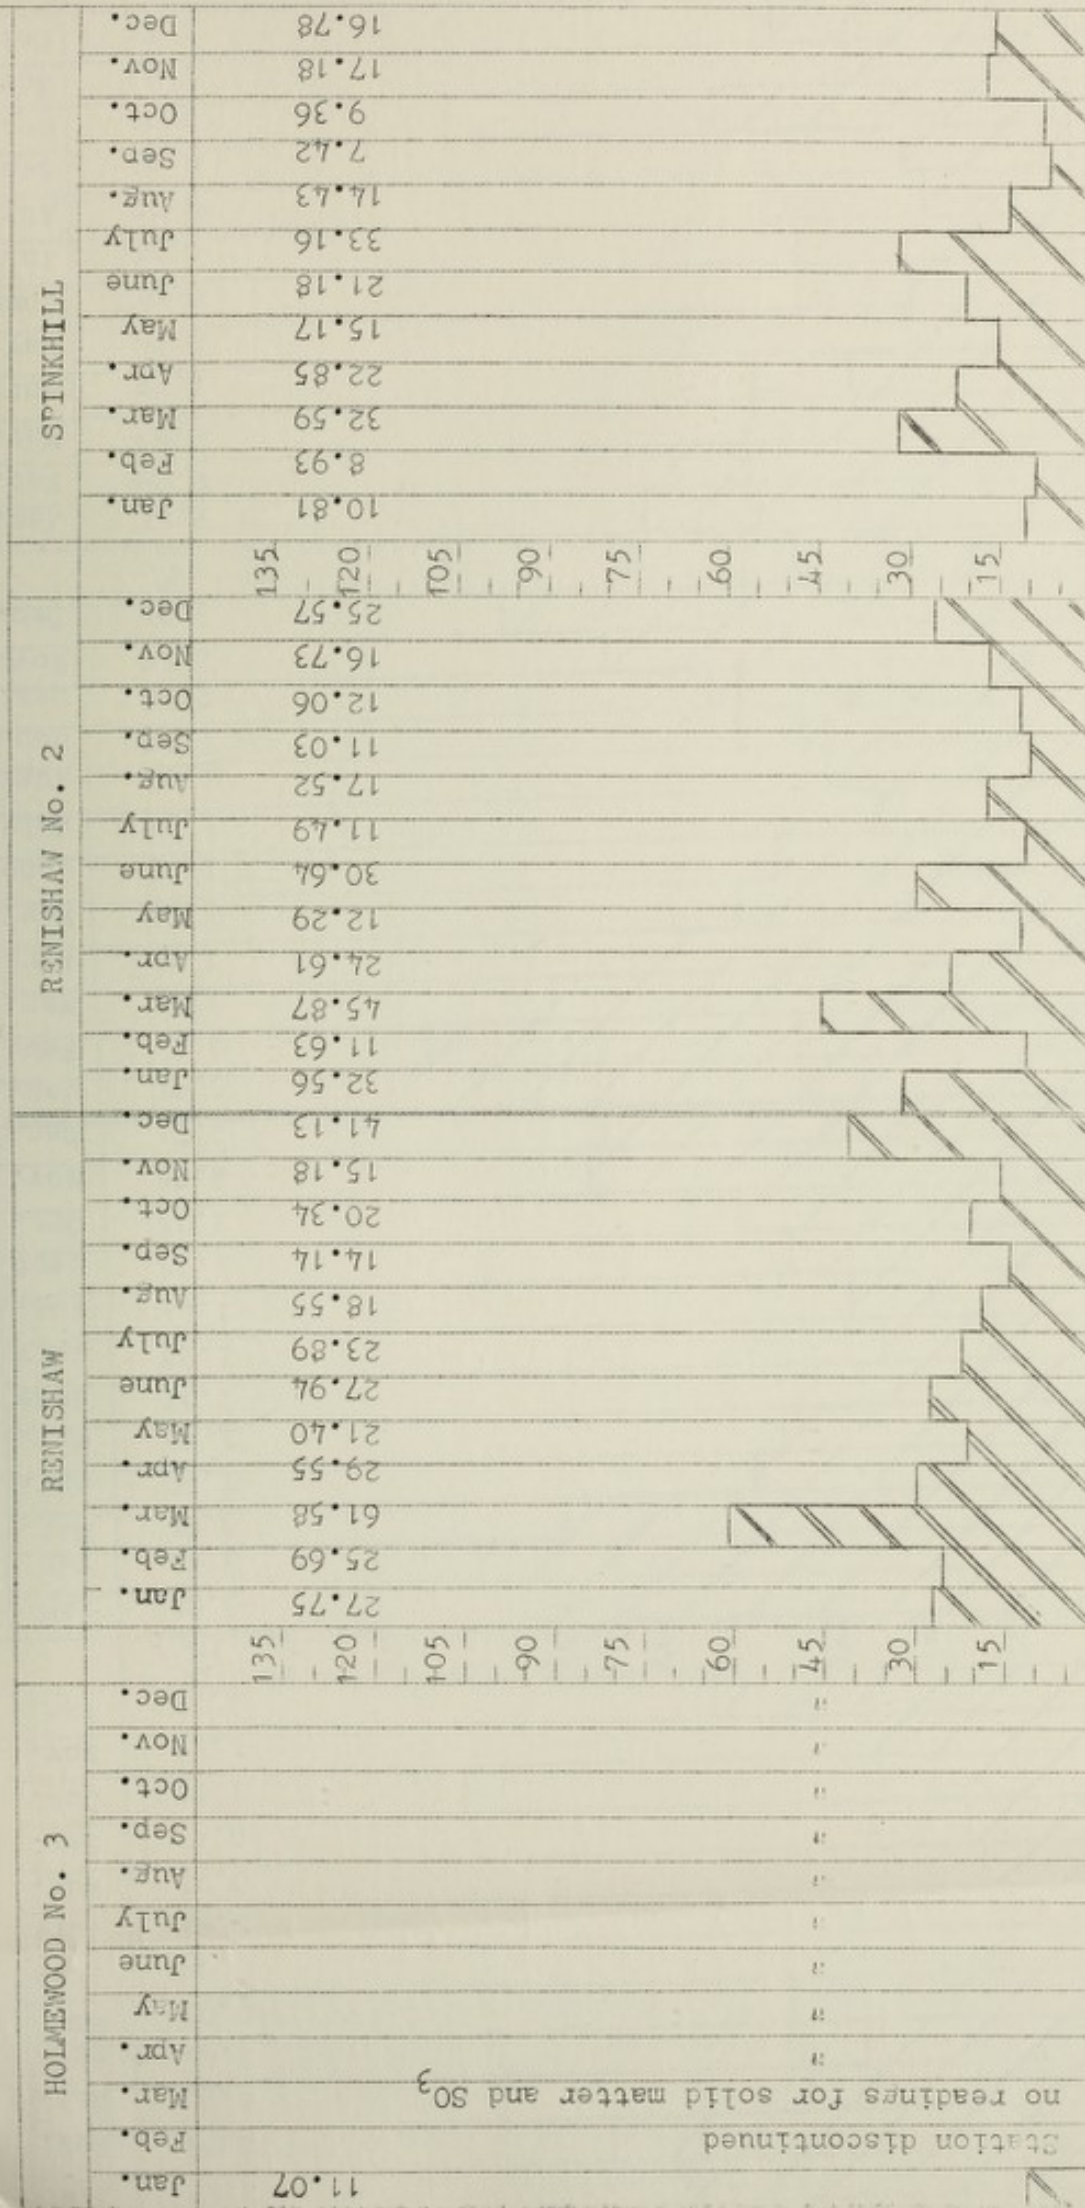 HOLMEWOOD No. 3
11.07 Jan.
Station discontinued Feb.
no readings for solid matter and SO₃ Mar.
" Apr.
" May
" June
" July
" Aug.
" Sep.
" Oct.
" Nov.
" Dec.
135 120 105 90 75 60 45 30 15
RENISHAW
27.75 Jan.
25.69 Feb.
61.58 Mar.
29.55 Apr.
21.40 May
27.94 June
23.89 July
18.55 Aug.
14.14 Sep.
20.34 Oct.
15.18 Nov.
41.13 Dec.
RENISHAW No. 2
32.56 Jan.
11.63 Feb.
45.87 Mar.
24.61 Apr.
12.29 May
30.64 June
11.49 July
17.52 Aug.
11.03 Sep.
12.06 Oct.
16.73 Nov.
25.57 Dec.
135 120 105 90 75 60 45 30 15
SPINKHILL
10.81 Jan.
8.93 Feb.
32.59 Mar.
22.85 Apr.
15.17 May
21.18 June
33.16 July
14.43 Aug.
7.42 Sep.
9.36 Oct.
17.18 Nov.
16.78 Dec.